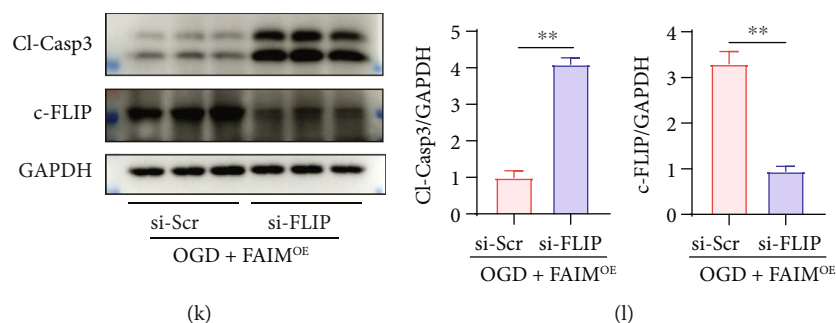 Cl-Casp3
c-FLIP
GAPDH
si-Scr si-FLIP
OGD + FAIMᴼᴱ
(k)
Cl-Casp3/GAPDH
5
4
3
2
1
0
**
si-Scr si-FLIP
OGD + FAIMᴼᴱ
c-FLIP/GAPDH
4
3
2
1
0
**
si-Scr si-FLIP
OGD + FAIMᴼᴱ
(l)